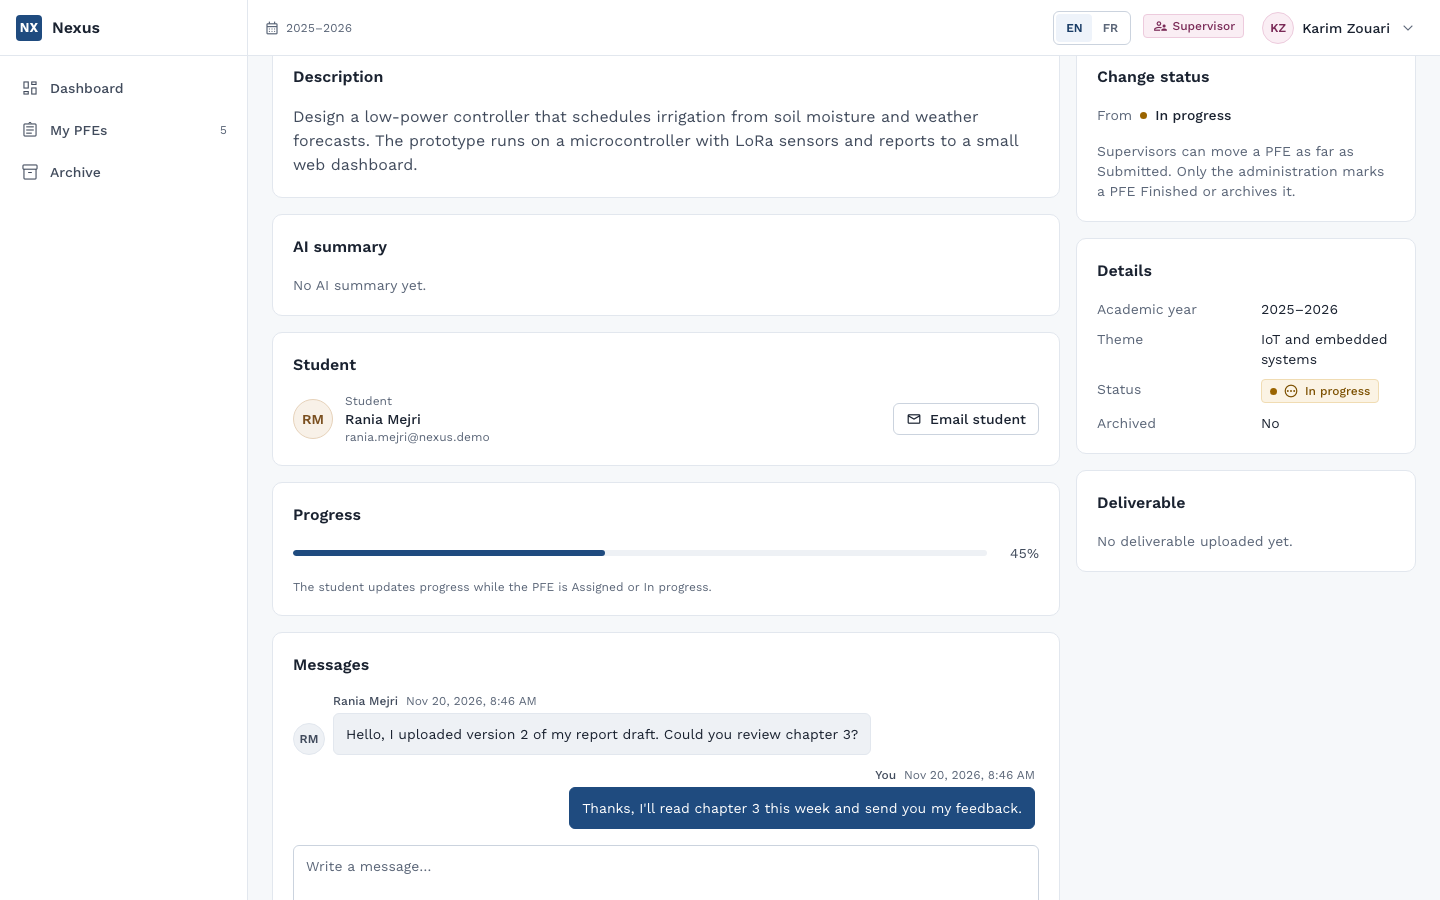 NX Nexus
2025–2026
EN FR
Supervisor
KZ Karim Zouari
Dashboard
My PFEs 5
Archive
Description
Design a low-power controller that schedules irrigation from soil moisture and weather
forecasts. The prototype runs on a microcontroller with LoRa sensors and reports to a small
web dashboard.
AI summary
No AI summary yet.
Student
RM
Student
Rania Mejri
rania.mejri@nexus.demo
Email student
Progress
45%
The student updates progress while the PFE is Assigned or In progress.
Messages
Rania Mejri Nov 20, 2026, 8:46 AM
RM
Hello, I uploaded version 2 of my report draft. Could you review chapter 3?
You Nov 20, 2026, 8:46 AM
Thanks, I'll read chapter 3 this week and send you my feedback.
Write a message...
Change status
From In progress
Supervisors can move a PFE as far as
Submitted. Only the administration marks
a PFE Finished or archives it.
Details
Academic year 2025–2026
Theme IoT and embedded
systems
Status In progress
Archived No
Deliverable
No deliverable uploaded yet.